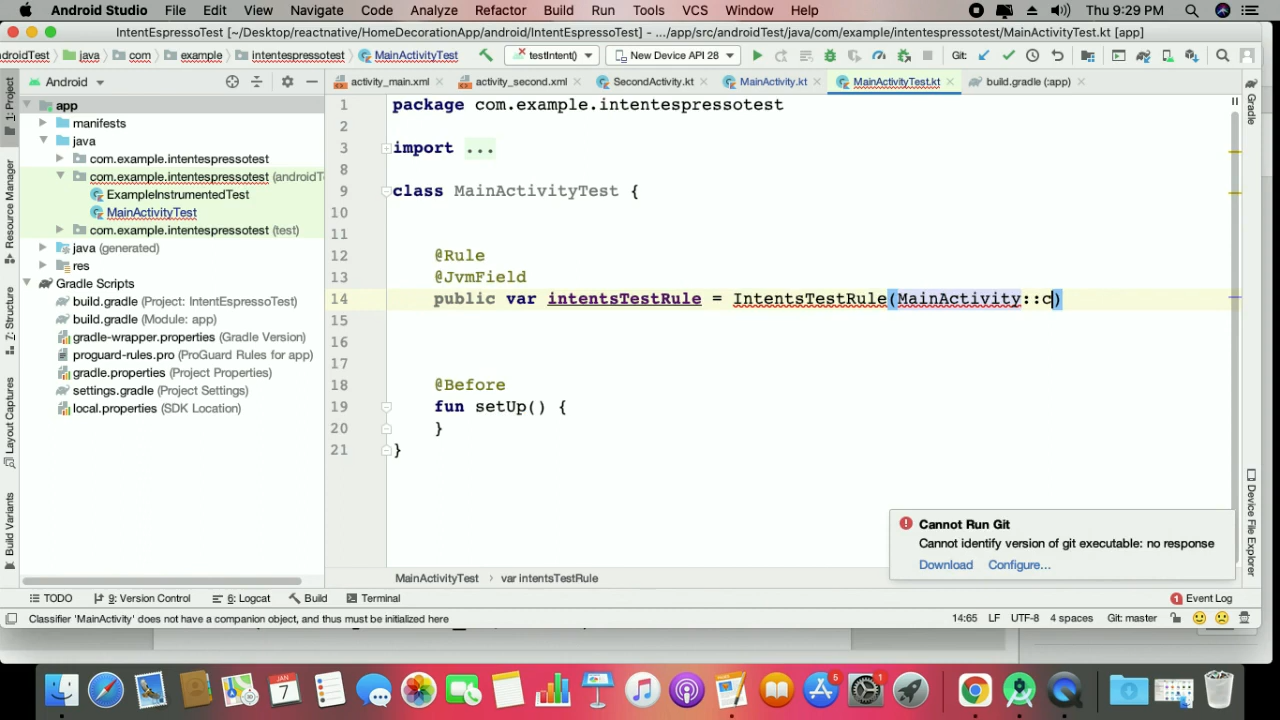 Android Studio File Edit View Navigate Code Analyze Refactor Build Run Tools VCS Window Help Thu 9:29 PM
IntentEspressoTest [~/Desktop/reactnative/HomeDecorationApp/android/IntentEspressoTest] - .../app/src/androidTest/java/com/example/intentespressotest/MainActivityTest.kt [app]
droidTest java com example intentespressotest MainActivityTest testIntent() New Device API 28 Git:
Android activity_main.xml activity_second.xml SecondActivity.kt MainActivity.kt MainActivityTest.kt build.gradle (:app)
1: Project
Resource Manager
7: Structure
Layout Captures
Build Variants
app
manifests
java
com.example.intentespressotest
com.example.intentespressotest (androidT
ExampleInstrumentedTest
MainActivityTest
com.example.intentespressotest (test)
java (generated)
res
Gradle Scripts
build.gradle (Project: IntentEspressoTest)
build.gradle (Module: app)
gradle-wrapper.properties (Gradle Version)
proguard-rules.pro (ProGuard Rules for app)
gradle.properties (Project Properties)
settings.gradle (Project Settings)
local.properties (SDK Location)
1 package com.example.intentespressotest
2
3 import ...
8
9 class MainActivityTest {
10
11
12 @Rule
13 @JvmField
14 public var intentsTestRule = IntentsTestRule(MainActivity::c)
15
16
17
18 @Before
19 fun setUp() {
20 }
21 }
Gradle
Device File Explorer
Cannot Run Git
Cannot identify version of git executable: no response
Download Configure...
MainActivityTest › var intentsTestRule
TODO 9: Version Control 6: Logcat Build Terminal 1 Event Log
Classifier 'MainActivity' does not have a companion object, and thus must be initialized here 14:65 LF UTF-8 4 spaces Git: master
7
5
1